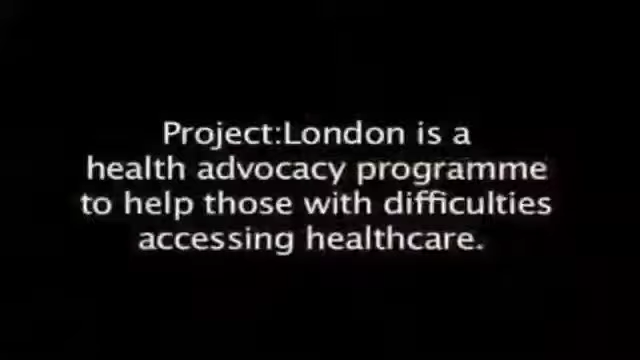 Project:London is a
health advocacy programme
to help those with difficulties
accessing healthcare.